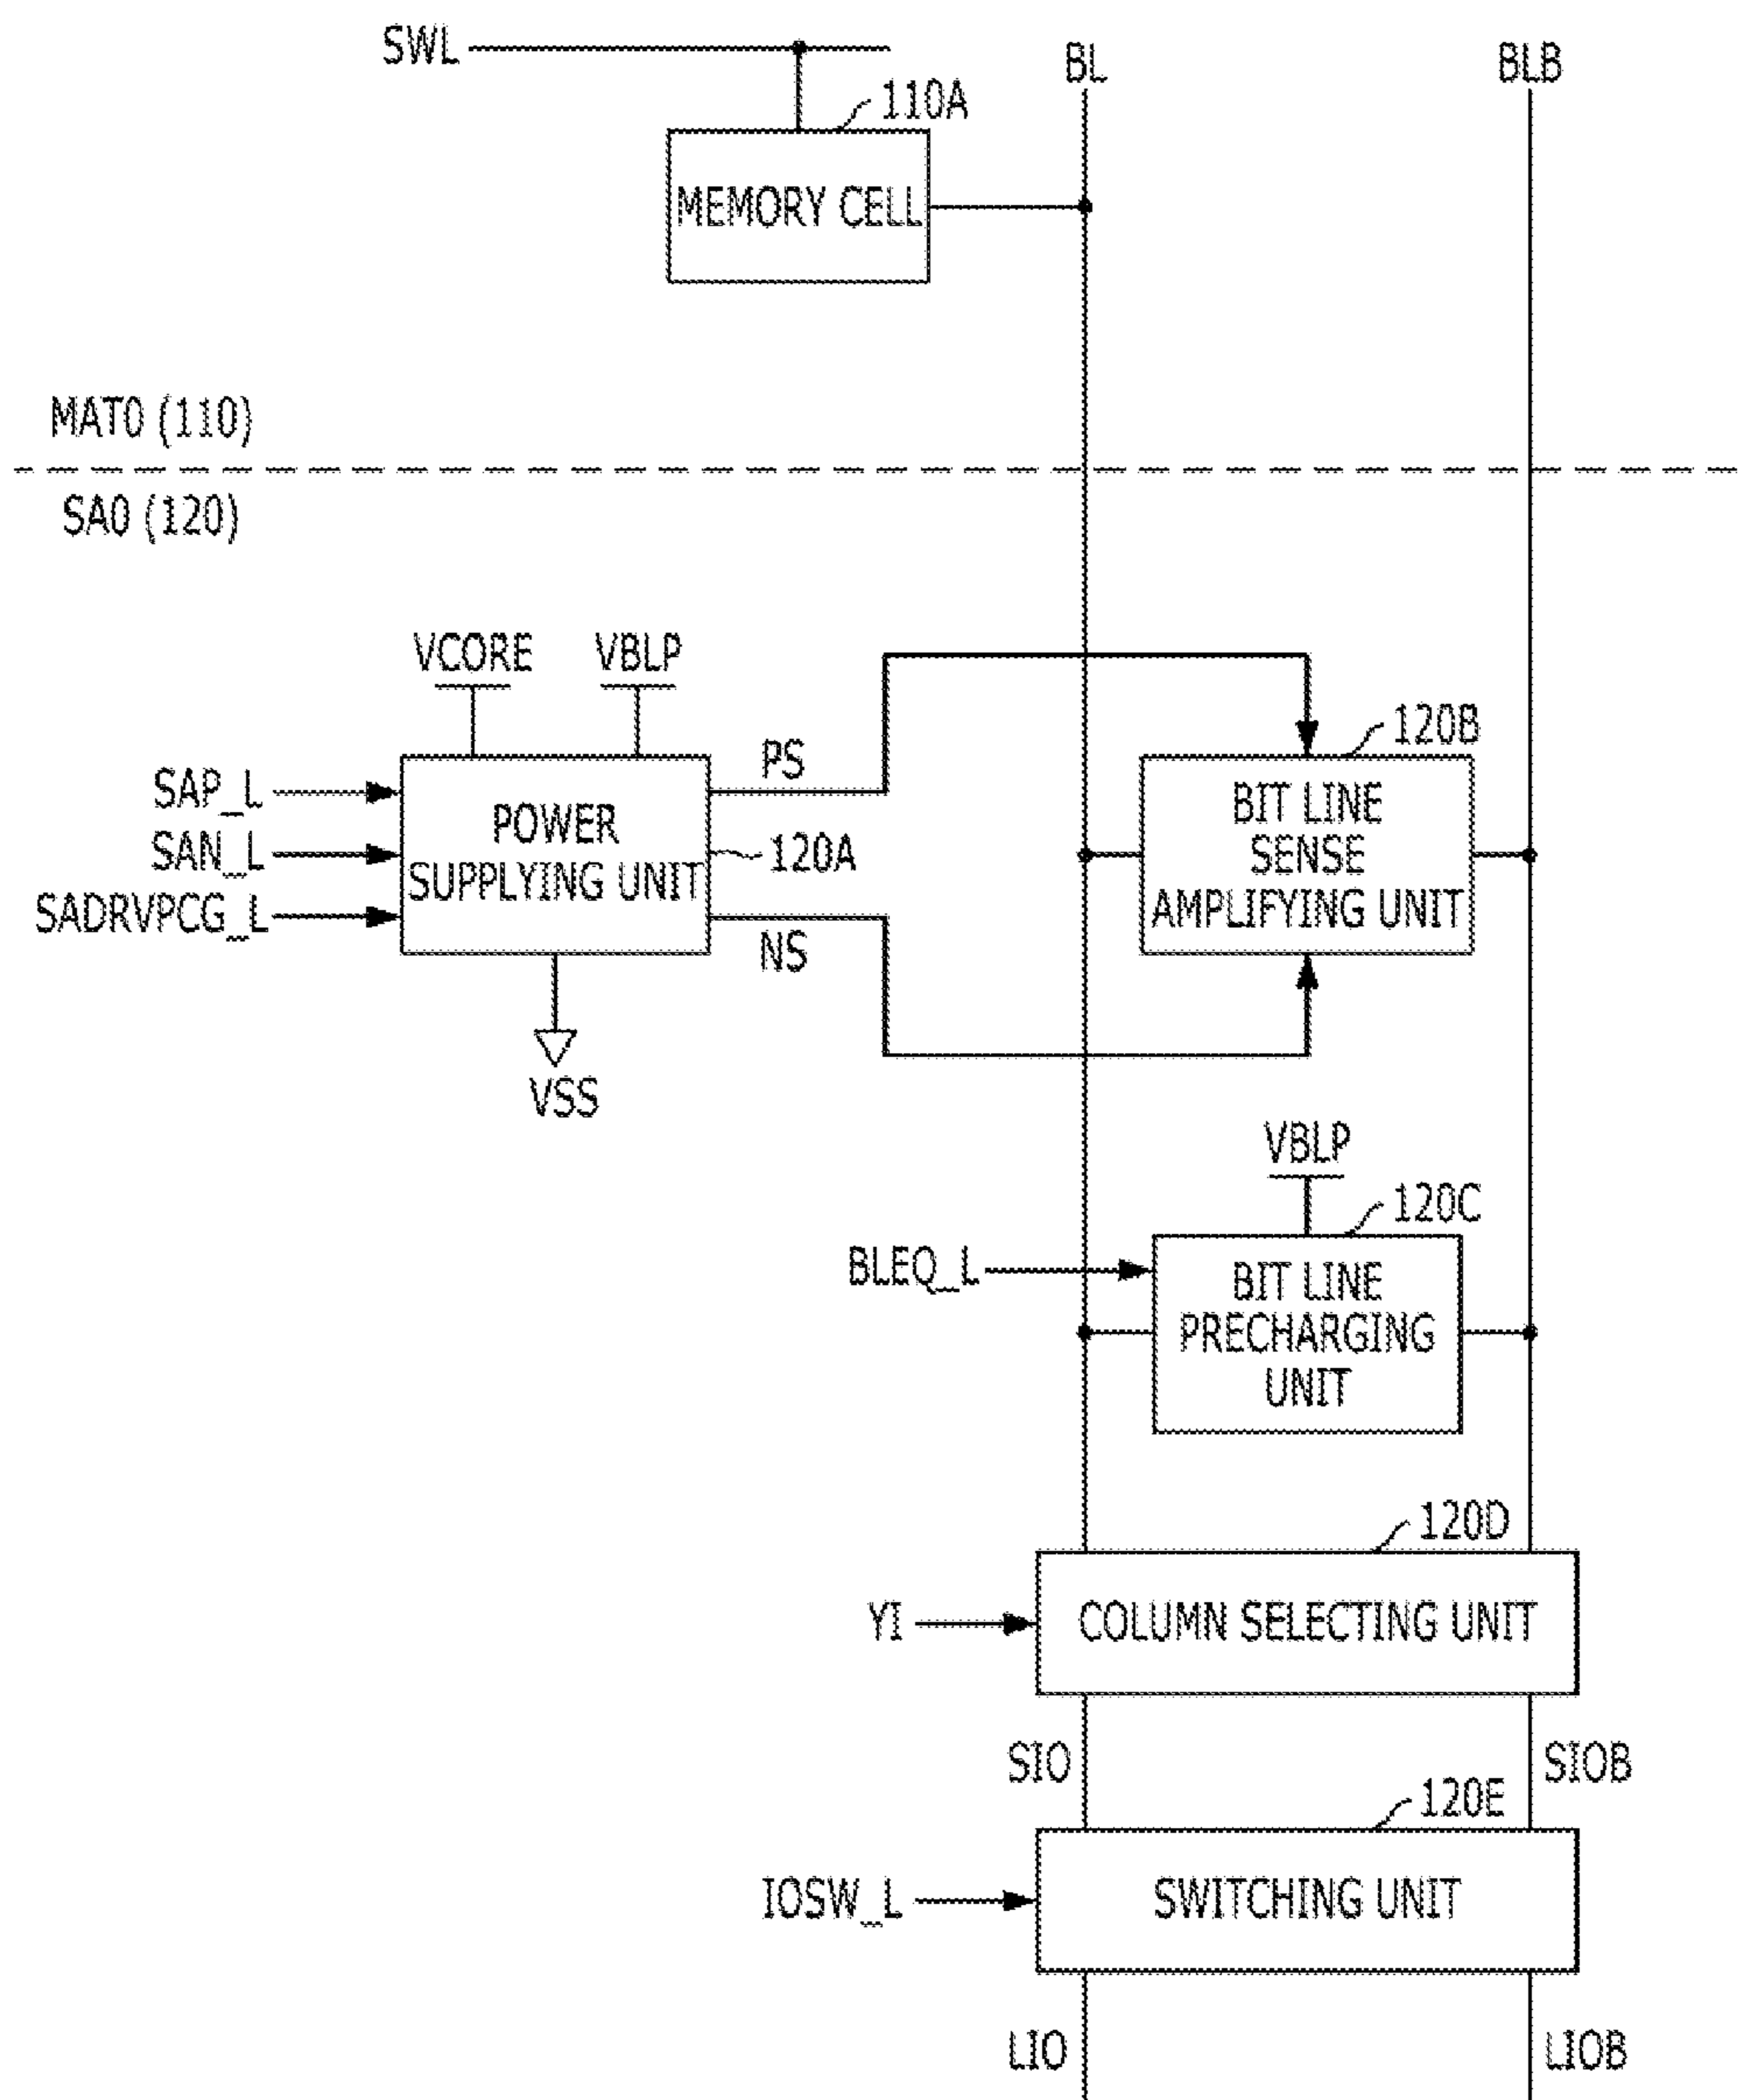 SWL
BL
BLB
110A
MEMORY CELL
MAT0 (110)
SA0 (120)
VCORE
VBLP
SAP_L
SAN_L
SADRVPCG_L
POWER
SUPPLYING UNIT
120A
PS
NS
VSS
120B
BIT LINE
SENSE
AMPLIFYING UNIT
VBLP
120C
BLEQ_L
BIT LINE
PRECHARGING
UNIT
120D
YI
COLUMN SELECTING UNIT
SIO
SIOB
120E
IOSW_L
SWITCHING UNIT
LIO
LIOB